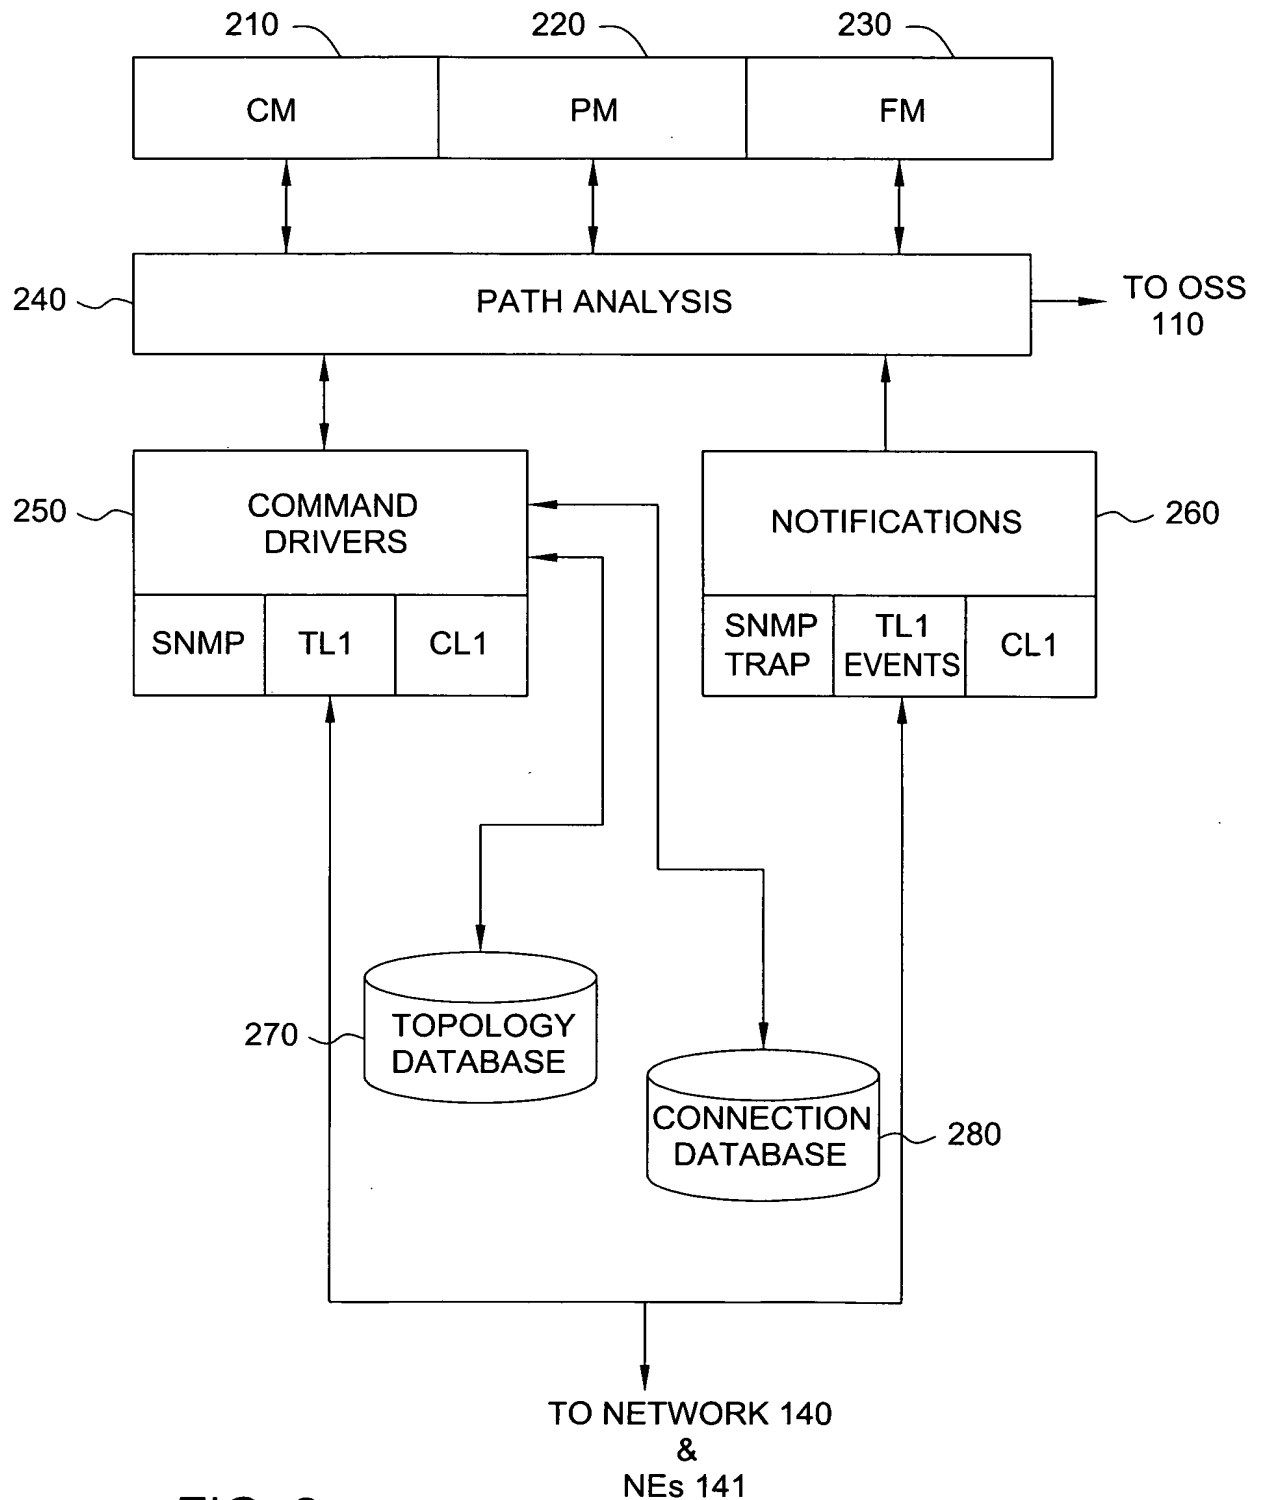 210
220
230
CM
PM
FM
240
PATH ANALYSIS
TO OSS
110
250
COMMAND
DRIVERS
SNMP
TL1
CL1
NOTIFICATIONS
260
SNMP
TRAP
TL1
EVENTS
CL1
270
TOPOLOGY
DATABASE
CONNECTION
DATABASE
280
TO NETWORK 140
&
NEs 141